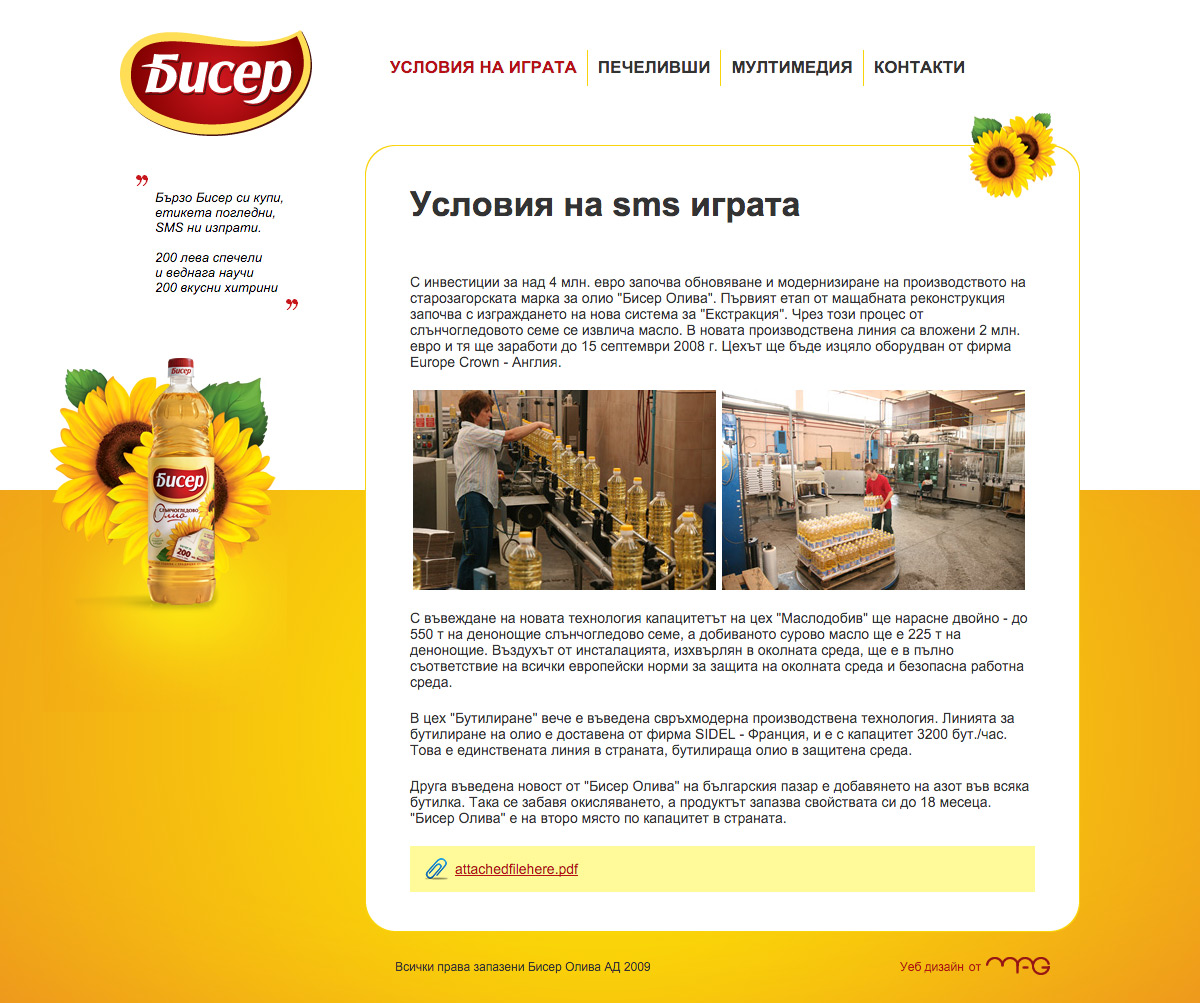 Бисер
УСЛОВИЯ НА ИГРАТА
ПЕЧЕЛИВШИ
МУЛТИМЕДИЯ
КОНТАКТИ
Бързо Бисер си купи,
етикета погледни,
SMS ни изпрати.
200 лева спечели
и веднага научи
200 вкусни хитрини
Бисер
Бисер
СЛЪНЧОГЛЕДОВО
Олио
200
Условия на sms играта
С инвестиции за над 4 млн. евро започва обновяване и модернизиране на производството на
старозагорската марка за олио "Бисер Олива". Първият етап от мащабната реконструкция
започва с изграждането на нова система за "Екстракция". Чрез този процес от
слънчогледовото семе се извлича масло. В новата производствена линия са вложени 2 млн.
евро и тя ще заработи до 15 септември 2008 г. Цехът ще бъде изцяло оборудван от фирма
Europe Crown - Англия.
С въвеждане на новата технология капацитетът на цех "Маслодобив" ще нарасне двойно - до
550 т на денонощие слънчогледово семе, а добиваното сурово масло ще е 225 т на
денонощие. Въздухът от инсталацията, изхвърлян в околната среда, ще е в пълно
съответствие на всички европейски норми за защита на околната среда и безопасна работна
среда.
В цех "Бутилиране" вече е въведена свръхмодерна производствена технология. Линията за
бутилиране на олио е доставена от фирма SIDEL - Франция, и е с капацитет 3200 бут./час.
Това е единствената линия в страната, бутилираща олио в защитена среда.
Друга въведена новост от "Бисер Олива" на българския пазар е добавянето на азот във всяка
бутилка. Така се забавя окисляването, а продуктът запазва свойствата си до 18 месеца.
"Бисер Олива" е на второ място по капацитет в страната.
attachedfilehere.pdf
Всички права запазени Бисер Олива АД 2009
Уеб дизайн от